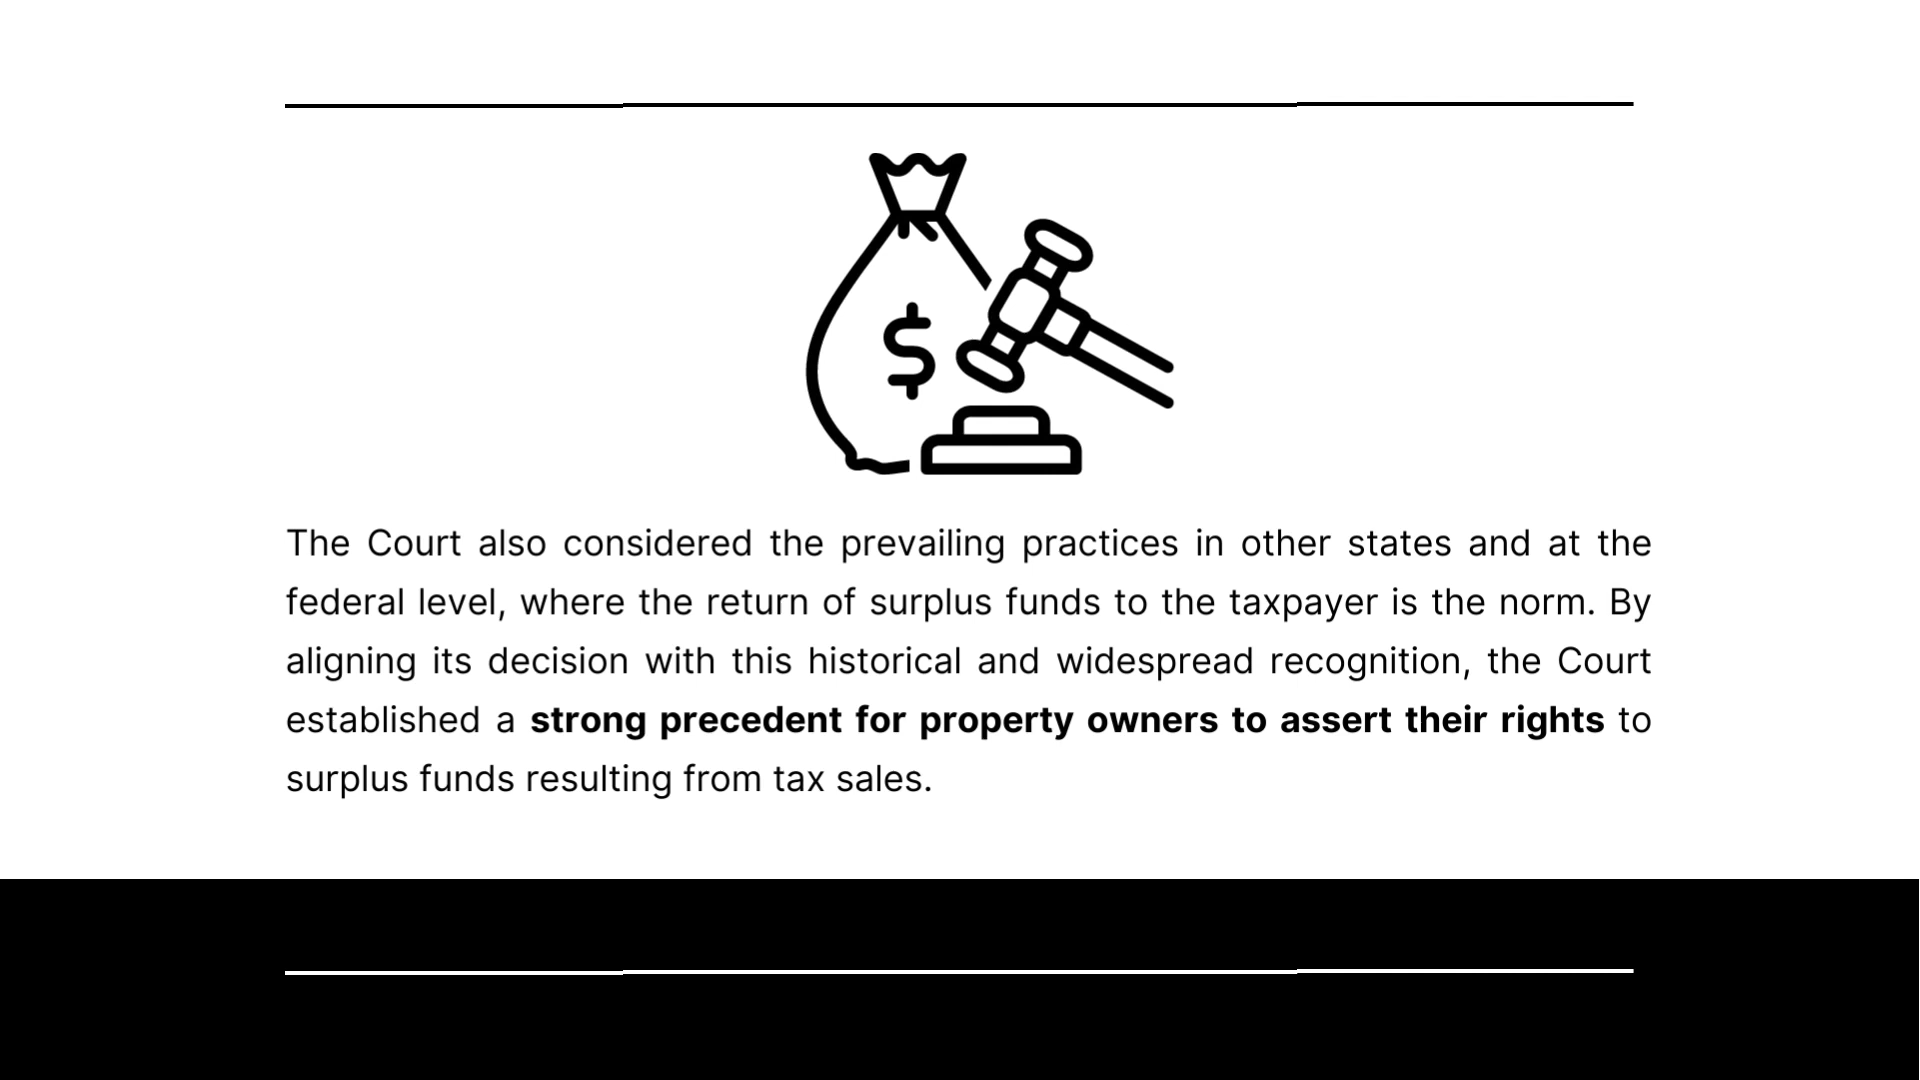 $
The Court also considered the prevailing practices in other states and at the
federal level, where the return of surplus funds to the taxpayer is the norm. By
aligning its decision with this historical and widespread recognition, the Court
established a strong precedent for property owners to assert their rights to
surplus funds resulting from tax sales.